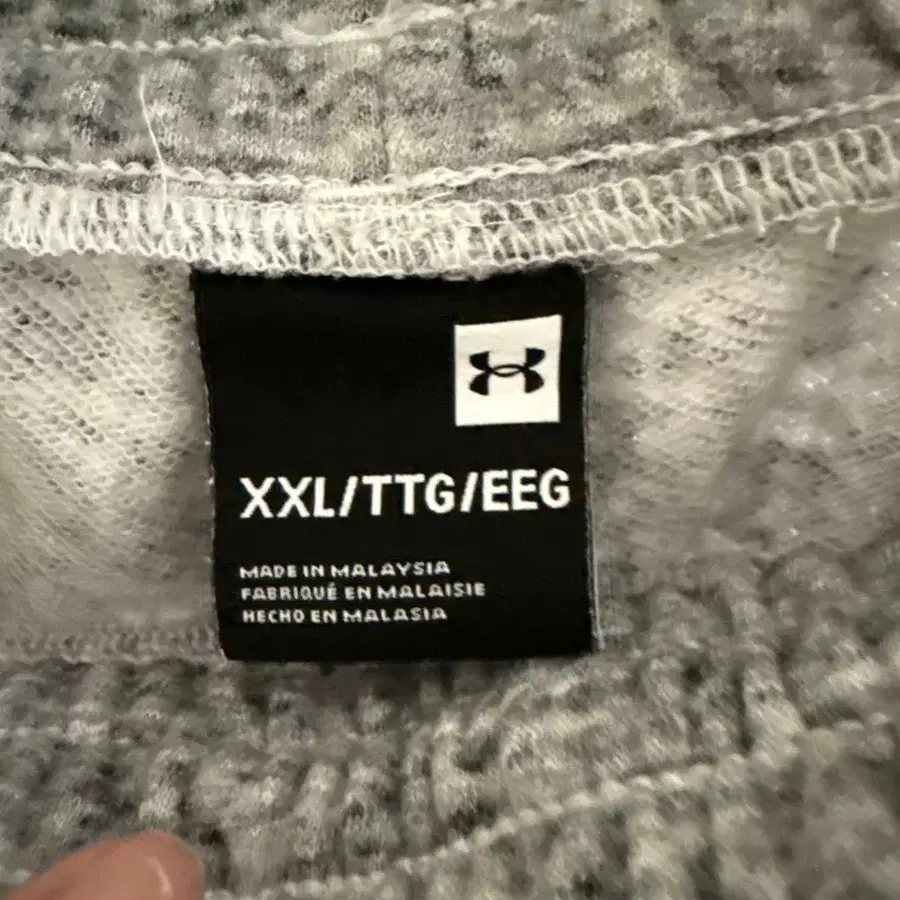 XXL/TTG/EEG
MADE IN MALAYSIA
FABRIQUÉ EN MALAISIE
HECHO EN MALASIA